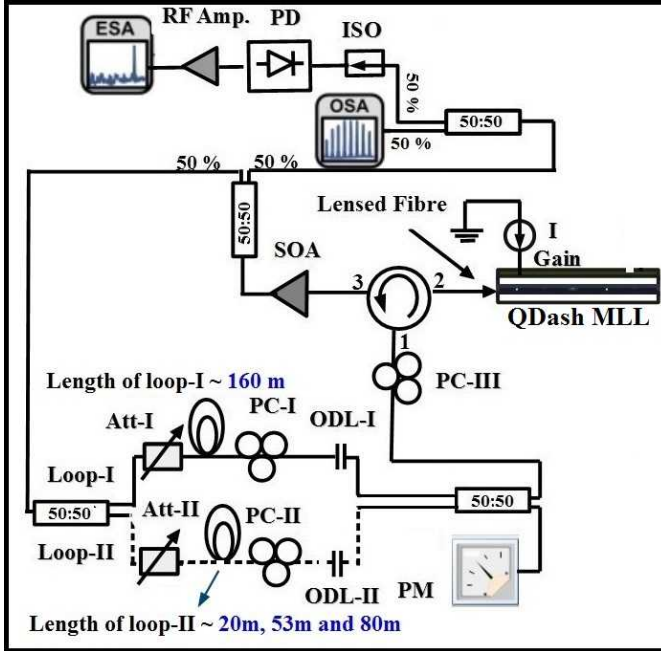 RF Amp. PD ISO
ESA
50 %
OSA
50:50
50 %
50 % 50 %
50:50
Lensed Fibre
I
Gain
SOA
3 2
QDash MLL
1
Length of loop-I ~ 160 m
PC-III
PC-I
Att-I ODL-I
Loop-I
50:50
50:50
Att-II PC-II
Loop-II
ODL-II PM
Length of loop-II ~ 20m, 53m and 80m